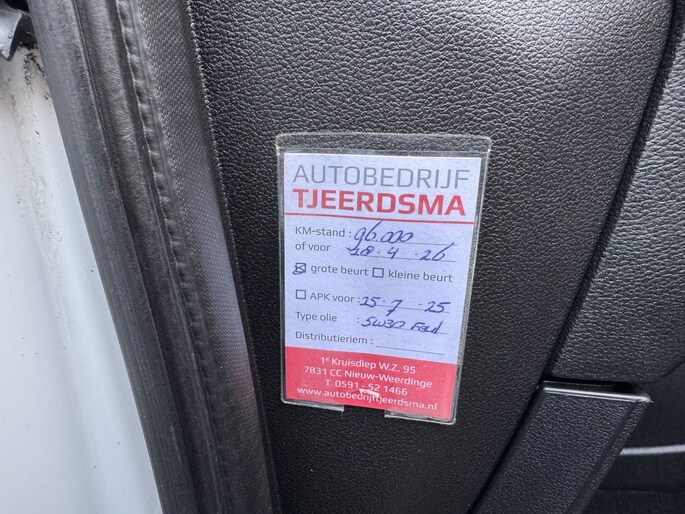 AUTOBEDRIJF
TJEERDSMA
KM-stand : 96.000
of voor 18-4-26
grote beurt kleine beurt
APK voor : 25-7-25
Type olie : 5W30 Ford
Distributieriem :
1e Kruisdiep W.Z. 95
7831 CC Nieuw-Weerdinge
T. 0591 - 52 1466
www.autobedrijftjeerdsma.nl